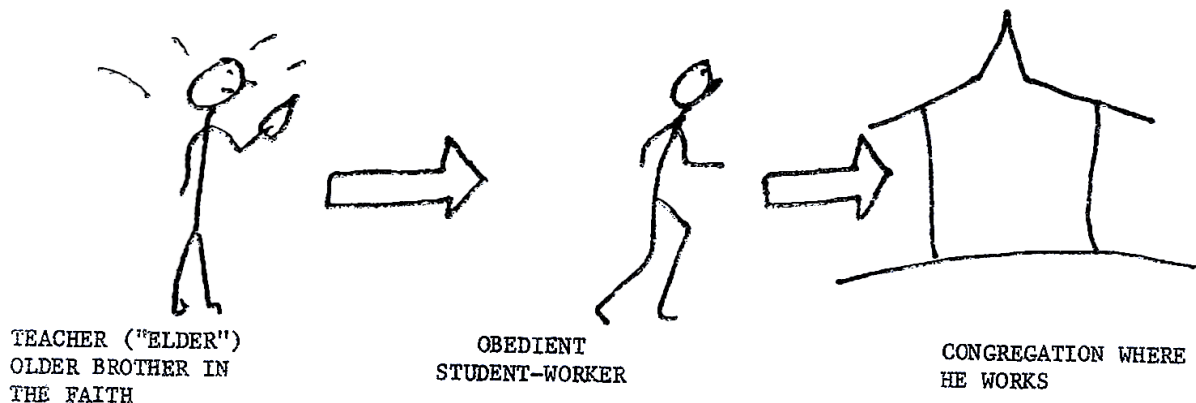 TEACHER ("ELDER")
OLDER BROTHER IN
THE FAITH
OBEDIENT
STUDENT-WORKER
CONGREGATION WHERE
HE WORKS